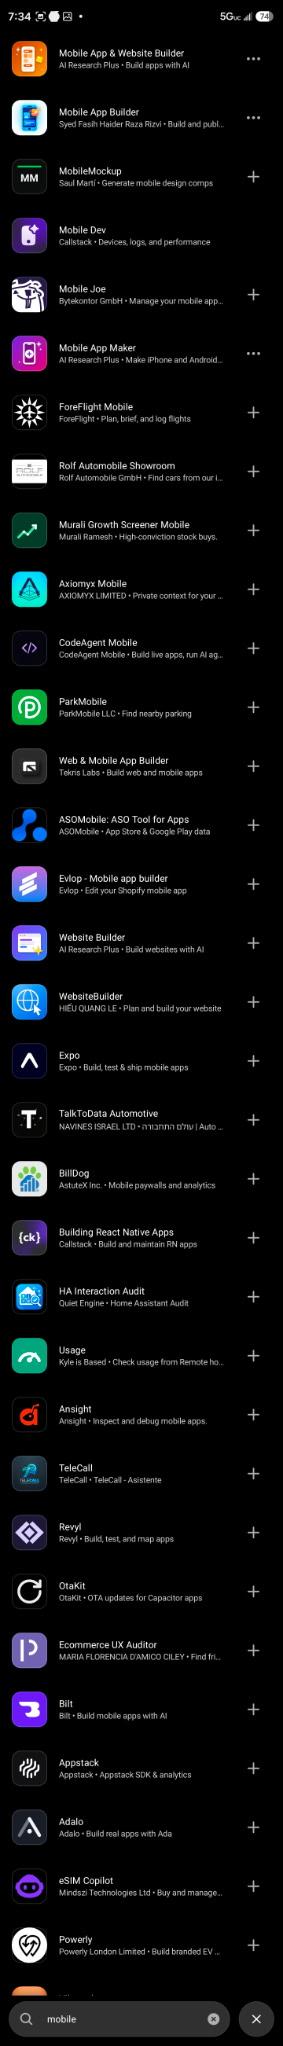 7:34
5G UC
74
Mobile App & Website Builder
AI Research Plus • Build apps with AI
Mobile App Builder
Syed Fasih Haider Raza Rizvi • Build and publ...
MM
MobileMockup
Saul Martí • Generate mobile design comps
Mobile Dev
Callstack • Devices, logs, and performance
Mobile Joe
Bytekontor GmbH • Manage your mobile app...
Mobile App Maker
AI Research Plus • Make iPhone and Android...
ForeFlight Mobile
ForeFlight • Plan, brief, and log flights
ROLF
Rolf Automobile Showroom
Rolf Automobile GmbH • Find cars from our i...
Murali Growth Screener Mobile
Murali Ramesh • High-conviction stock buys.
Axiomyx Mobile
AXIOMYX LIMITED • Private context for your ...
CodeAgent Mobile
CodeAgent Mobile • Build live apps, run AI ag...
ParkMobile
ParkMobile LLC • Find nearby parking
Web & Mobile App Builder
Tekris Labs • Build web and mobile apps
ASOMobile: ASO Tool for Apps
ASOMobile • App Store & Google Play data
Evlop - Mobile app builder
Evlop • Edit your Shopify mobile app
Website Builder
AI Research Plus • Build websites with AI
WebsiteBuilder
HIẾU QUANG LE • Plan and build your website
Expo
Expo • Build, test & ship mobile apps
T
TalkToData Automotive
NAVINES ISRAEL LTD • עולם התחבורה | Auto ...
BillDog
AstuteX Inc. • Mobile paywalls and analytics
{ck}
Building React Native Apps
Callstack • Build and maintain RN apps
HA Interaction Audit
Quiet Engine • Home Assistant Audit
Usage
Kyle is Based • Check usage from Remote ho...
Ansight
Ansight • Inspect and debug mobile apps.
TeleCall
TeleCall • TeleCall - Asistente
Revyl
Revyl • Build, test, and map apps
OtaKit
OtaKit • OTA updates for Capacitor apps
Ecommerce UX Auditor
MARIA FLORENCIA D'AMICO CILEY • Find fri...
Bilt
Bilt • Build mobile apps with AI
Appstack
Appstack • Appstack SDK & analytics
Adalo
Adalo • Build real apps with Ada
eSIM Copilot
Mindszi Technologies Ltd • Buy and manage...
Powerly
Powerly London Limited • Build branded EV ...
mobile